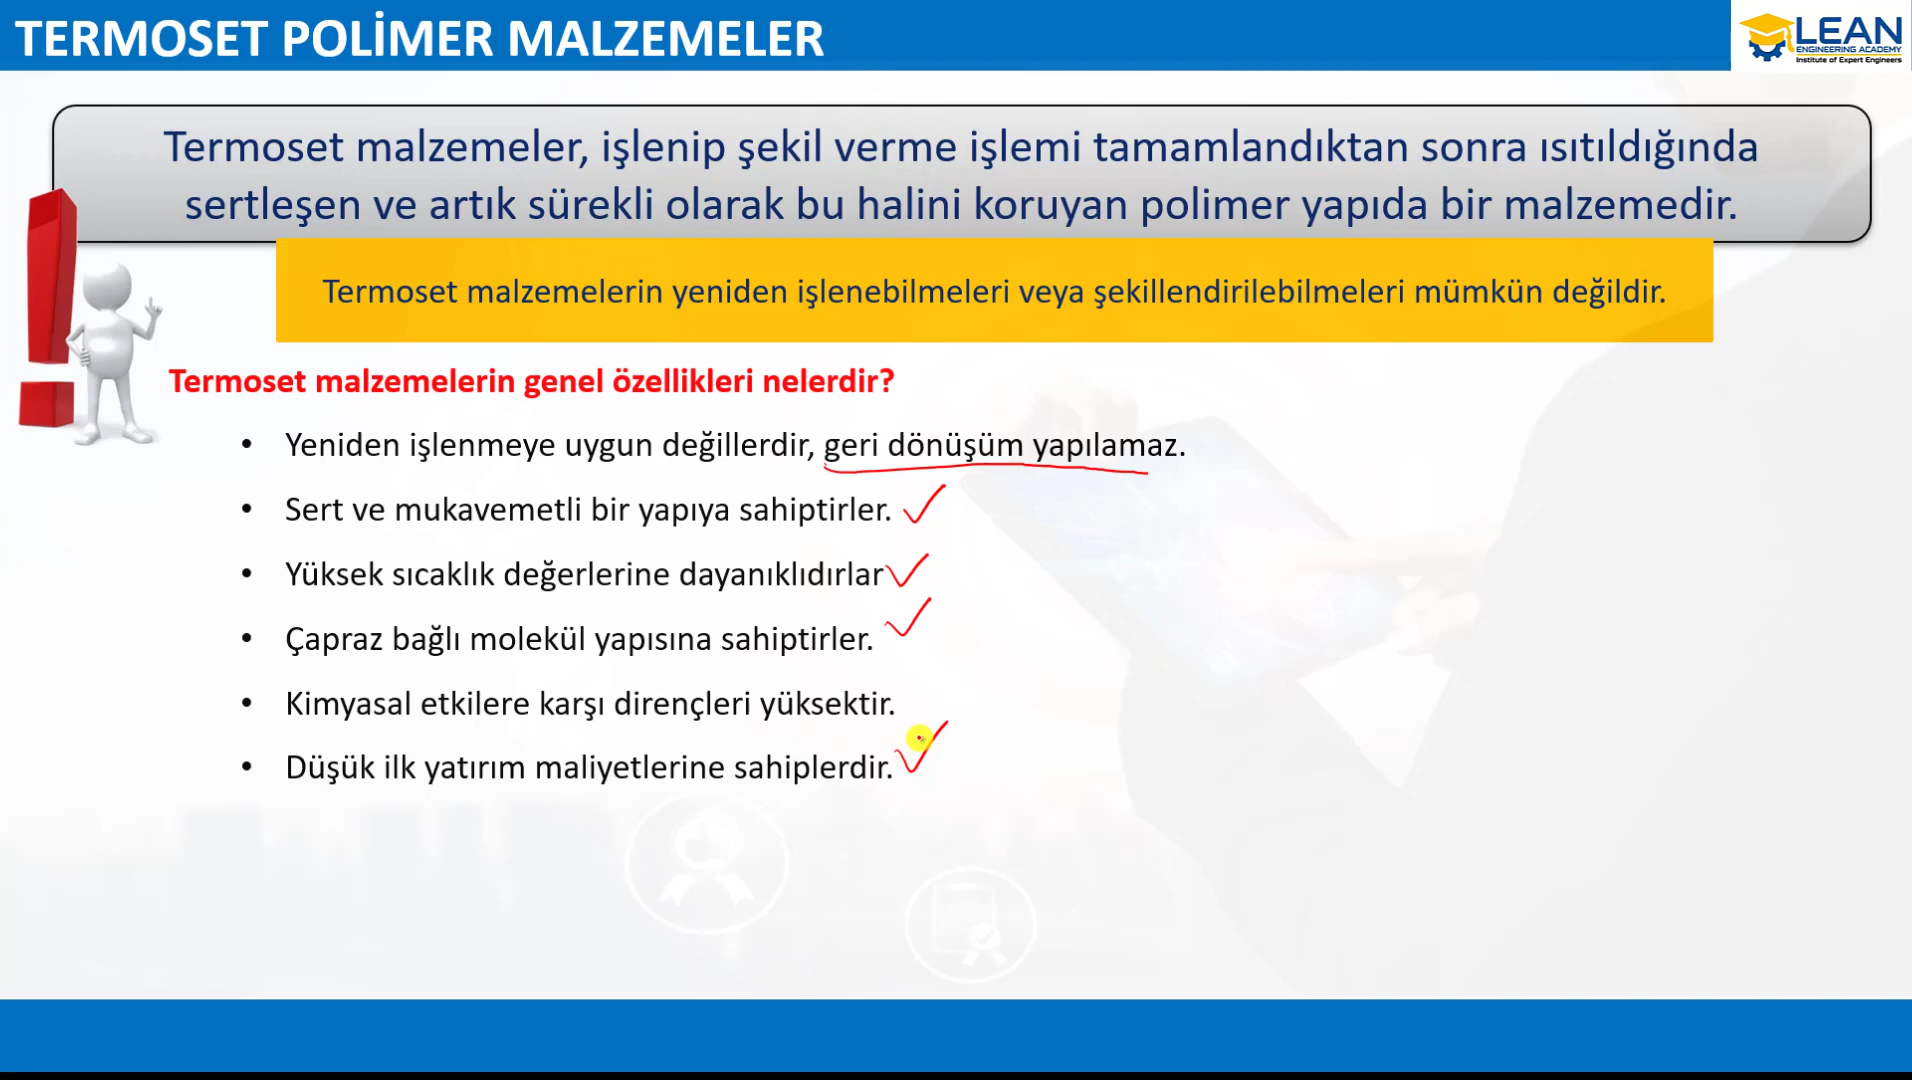 TERMOSET POLİMER MALZEMELER
LEAN
ENGINEERING ACADEMY
Institute of Expert Engineers
Termoset malzemeler, işlenip şekil verme işlemi tamamlandıktan sonra ısıtıldığında
sertleşen ve artık sürekli olarak bu halini koruyan polimer yapıda bir malzemedir.
Termoset malzemelerin yeniden işlenebilmeleri veya şekillendirilebilmeleri mümkün değildir.
Termoset malzemelerin genel özellikleri nelerdir?
• Yeniden işlenmeye uygun değillerdir, geri dönüşüm yapılamaz.
• Sert ve mukavemetli bir yapıya sahiptirler.
• Yüksek sıcaklık değerlerine dayanıklıdırlar
• Çapraz bağlı molekül yapısına sahiptirler.
• Kimyasal etkilere karşı dirençleri yüksektir.
• Düşük ilk yatırım maliyetlerine sahiplerdir.